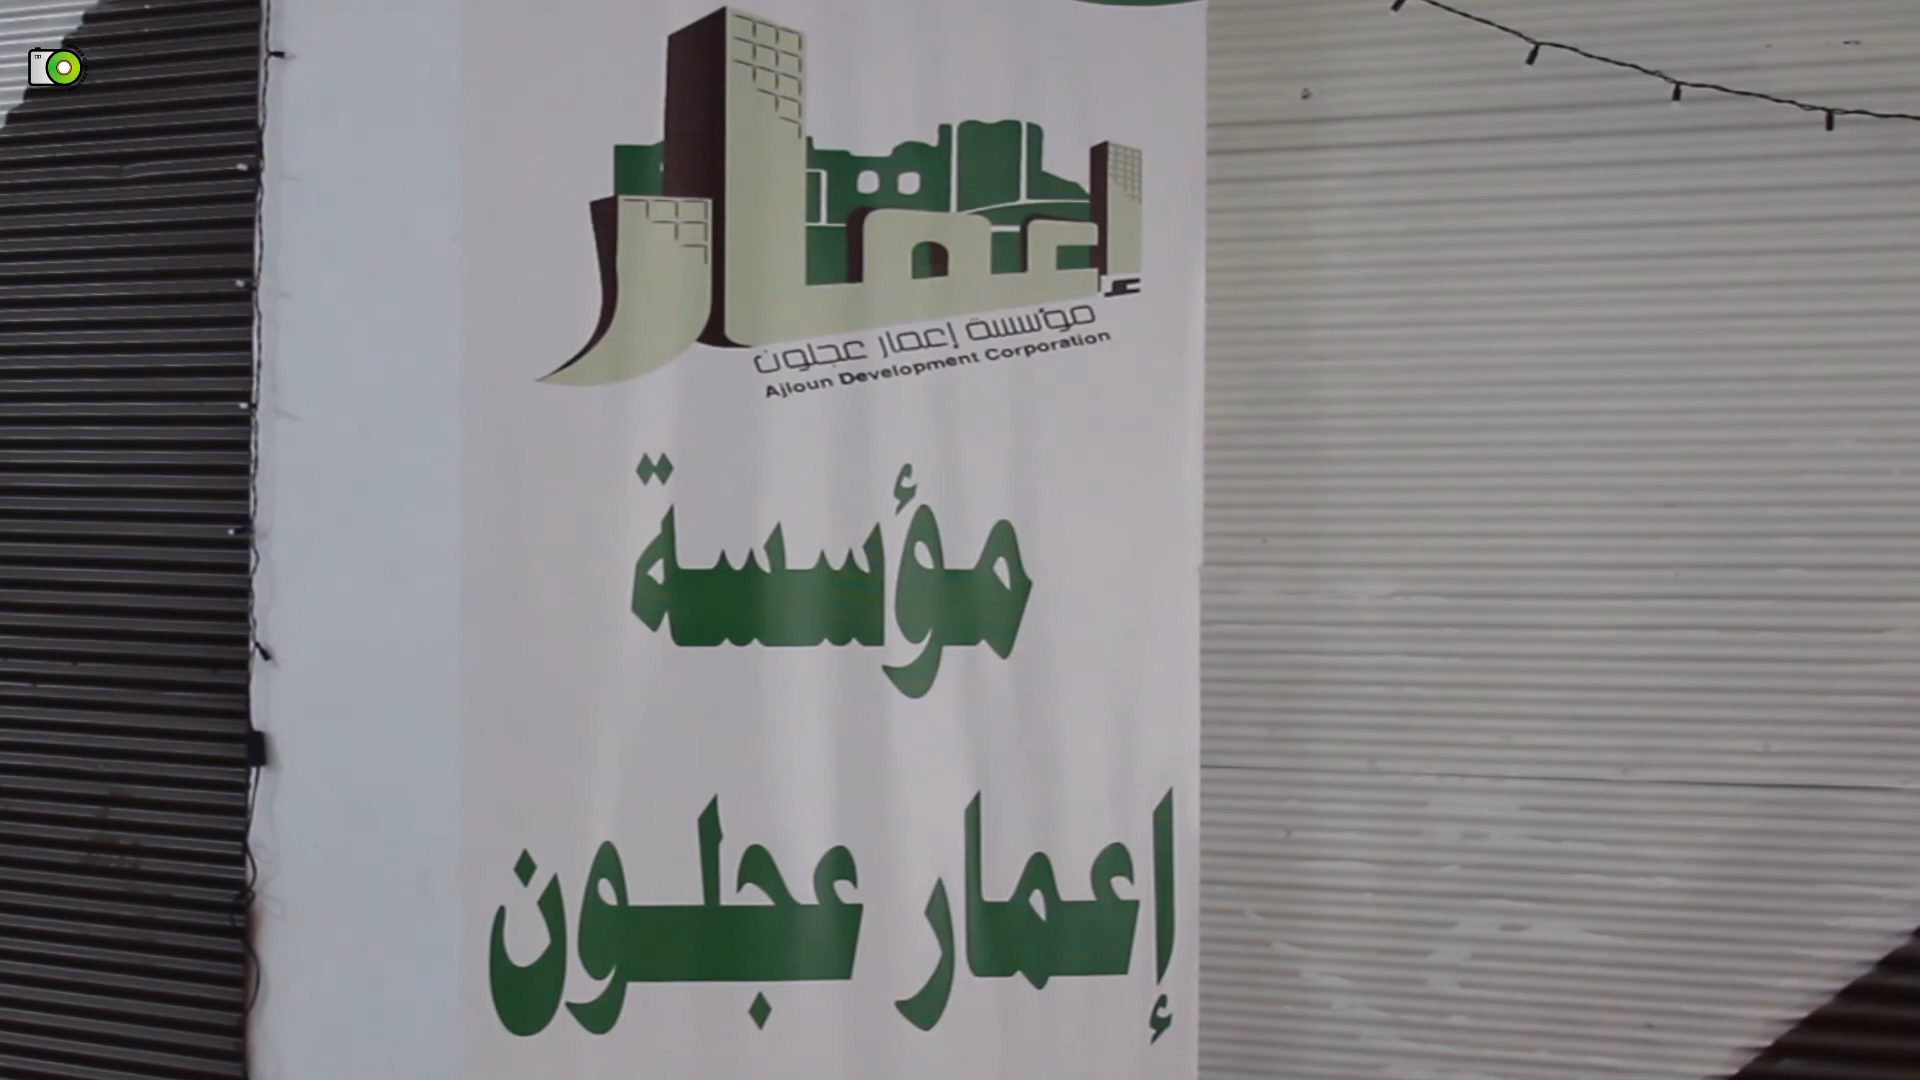 إعمار
مؤسسة إعمار عجلون
Ajloun Development Corporation
مؤسسة
إعمار عجلون